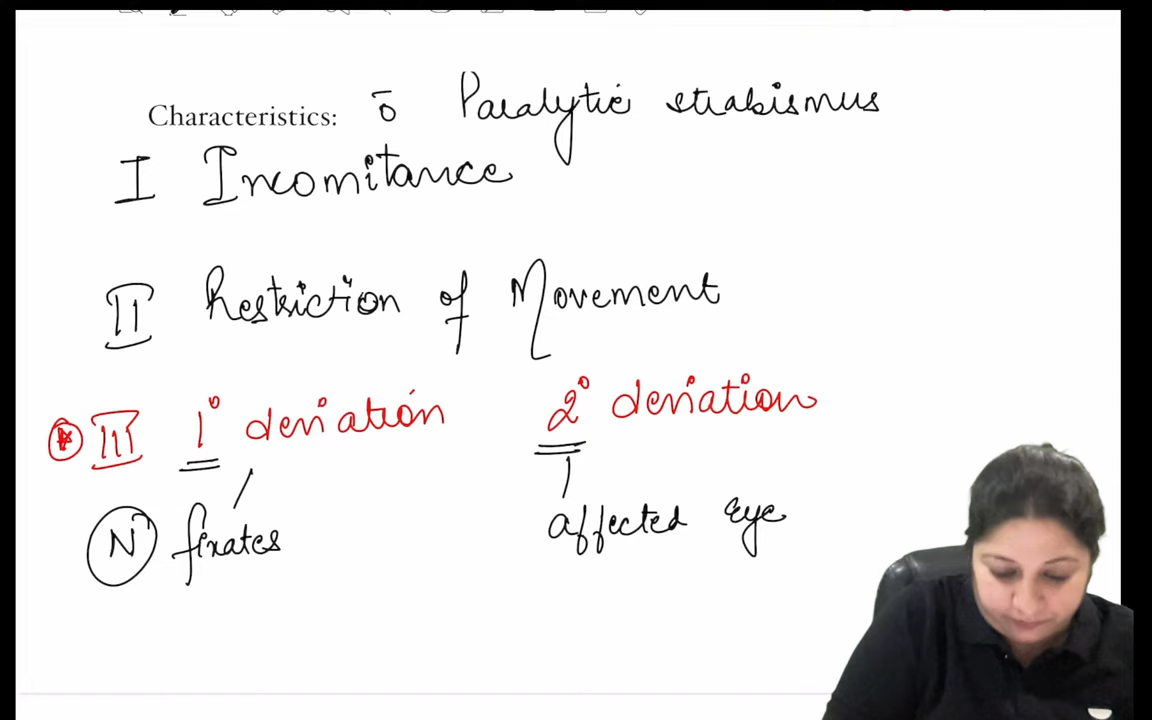 Characteristics: ō Paralytic strabismus
I Incomitance
II Restriction of Movement
III 1° deviation 2° deviation
N fixates affected eye